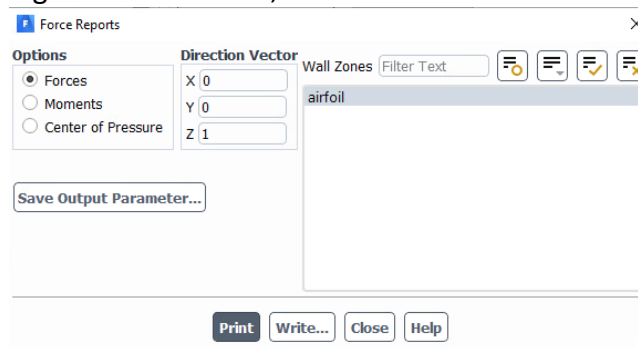 Force Reports
Options
Forces
Moments
Center of Pressure
Direction Vector
X 0
Y 0
Z 1
Wall Zones Filter Text
airfoil
Save Output Parameter...
Print Write... Close Help